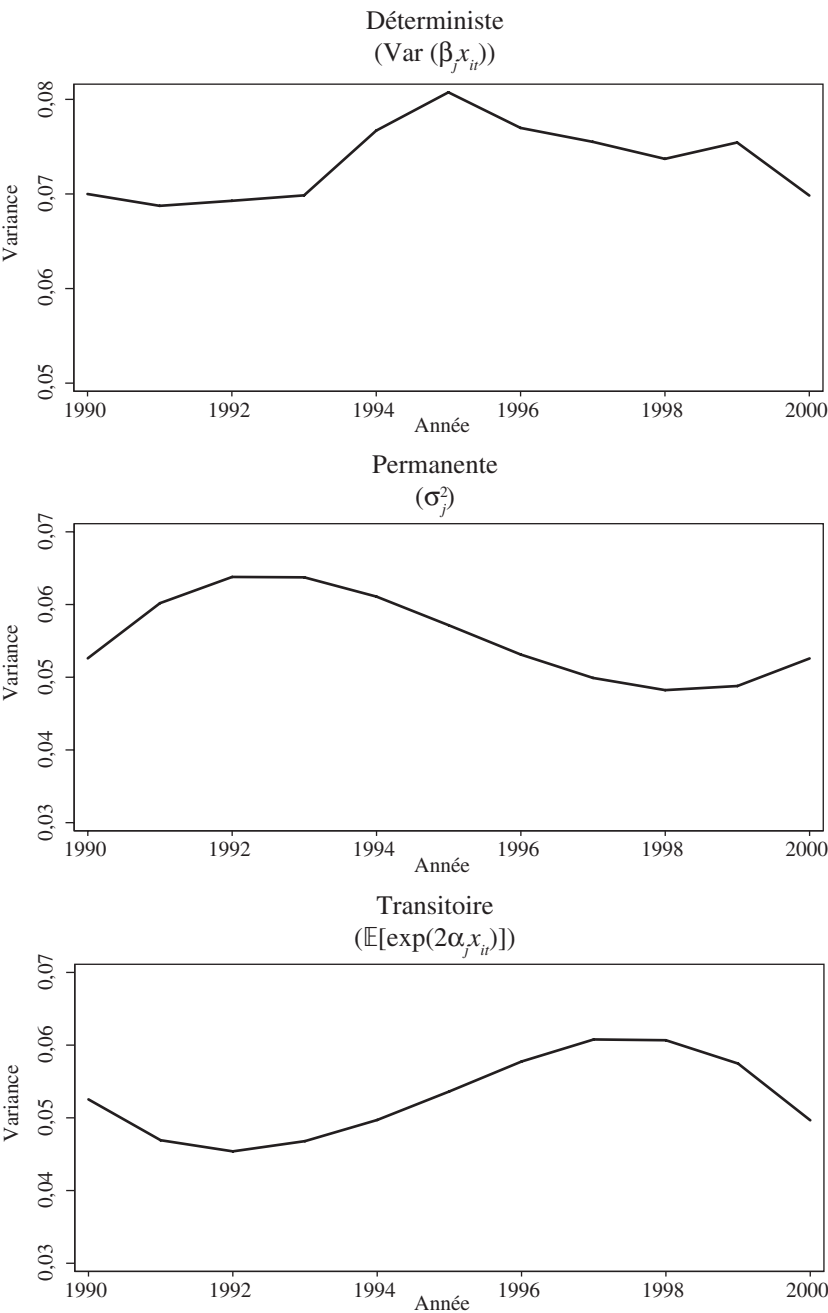 Déterministe
(Var (βjxit))
Variance
0,08
0,07
0,06
0,05
1990 1992 1994 1996 1998 2000
Année
Permanente
(σ²j)
Variance
0,07
0,06
0,05
0,04
0,03
1990 1992 1994 1996 1998 2000
Année
Transitoire
(𝔼[exp(2αjxit)])
Variance
0,07
0,06
0,05
0,04
0,03
1990 1992 1994 1996 1998 2000
Année